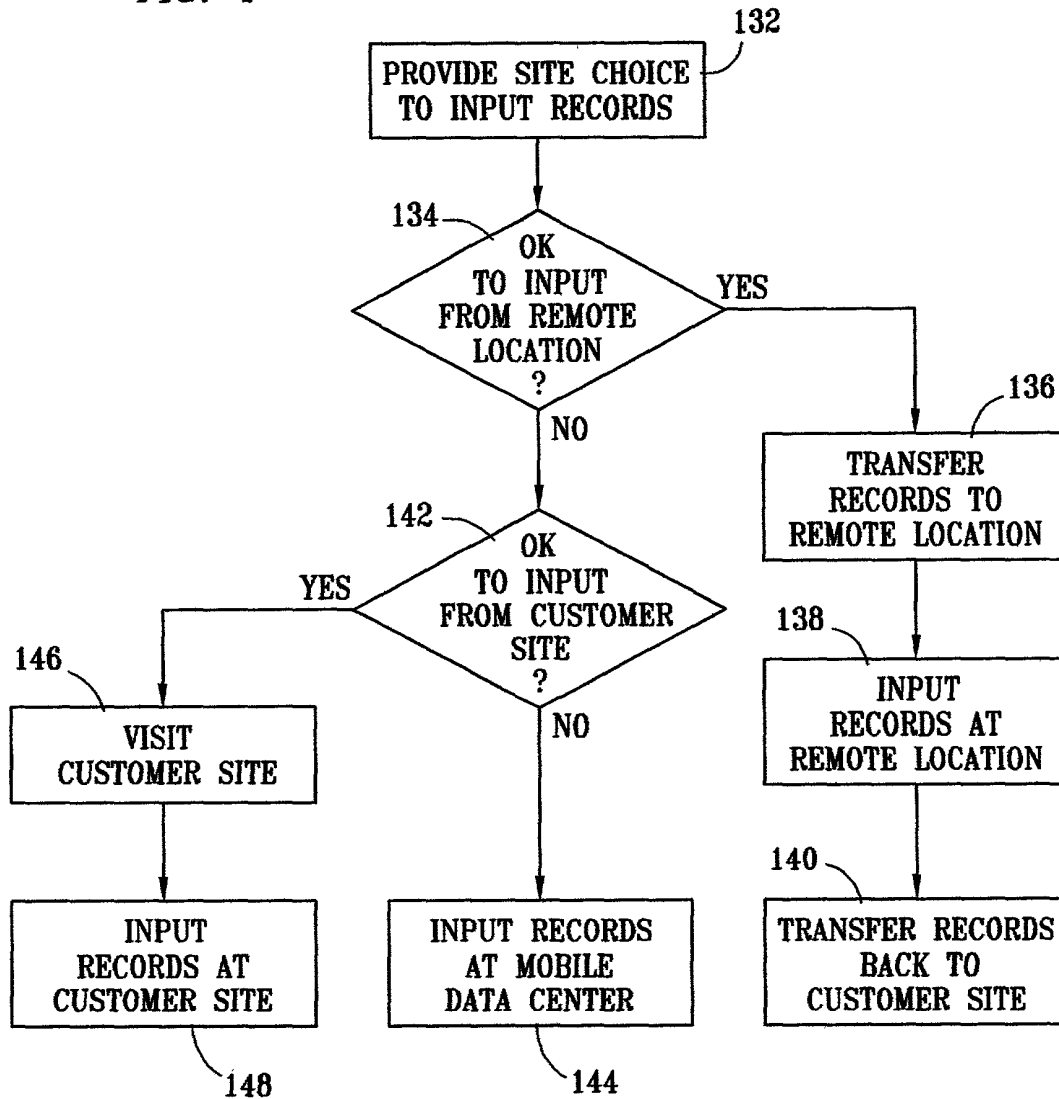 132
PROVIDE SITE CHOICE
TO INPUT RECORDS
134
OK
TO INPUT
FROM REMOTE
LOCATION
?
YES
NO
136
TRANSFER
RECORDS TO
REMOTE LOCATION
142
OK
TO INPUT
FROM CUSTOMER
SITE
?
YES
NO
138
INPUT
RECORDS AT
REMOTE LOCATION
146
VISIT
CUSTOMER SITE
140
TRANSFER RECORDS
BACK TO
CUSTOMER SITE
INPUT
RECORDS AT
CUSTOMER SITE
148
INPUT RECORDS
AT MOBILE
DATA CENTER
144